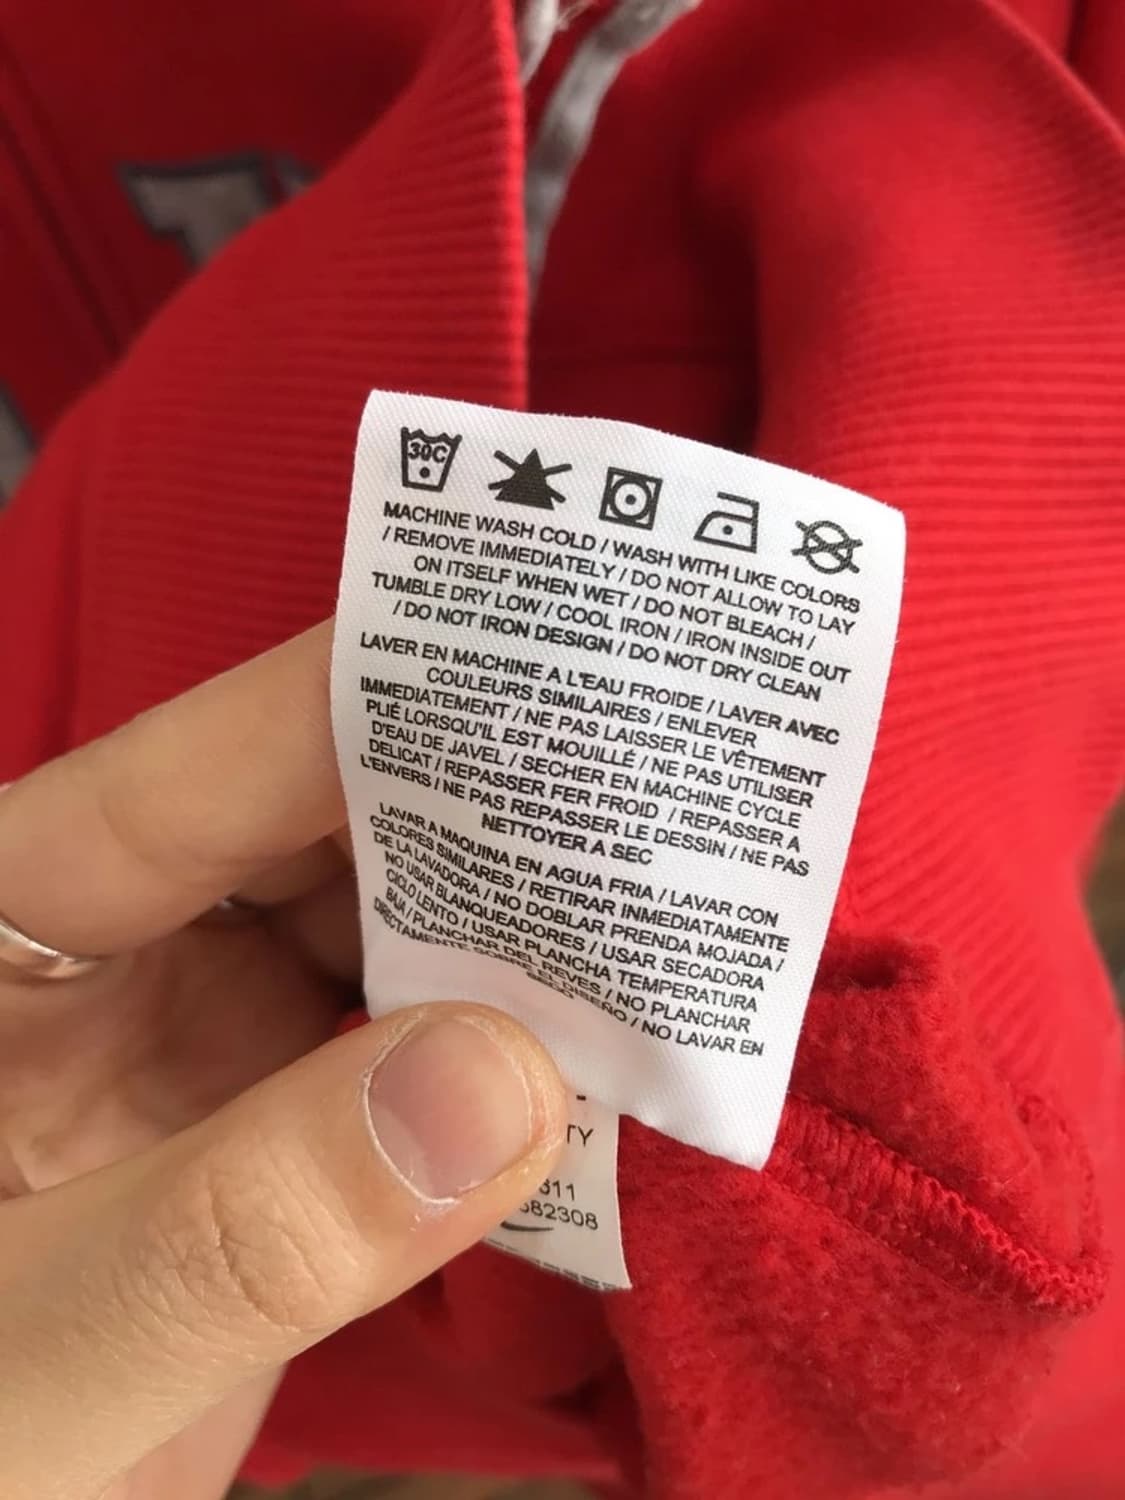 30C
MACHINE WASH COLD / WASH WITH LIKE COLORS
/ REMOVE IMMEDIATELY / DO NOT ALLOW TO LAY
ON ITSELF WHEN WET / DO NOT BLEACH /
TUMBLE DRY LOW / COOL IRON / IRON INSIDE OUT
/ DO NOT IRON DESIGN / DO NOT DRY CLEAN
LAVER EN MACHINE A L'EAU FROIDE / LAVER AVEC
COULEURS SIMILAIRES / ENLEVER
IMMEDIATEMENT / NE PAS LAISSER LE VÊTEMENT
PLIÉ LORSQU'IL EST MOUILLÉ / NE PAS UTILISER
D'EAU DE JAVEL / SECHER EN MACHINE CYCLE
DELICAT / REPASSER FER FROID / REPASSER A
L'ENVERS / NE PAS REPASSER LE DESSIN / NE PAS
NETTOYER A SEC
LAVAR A MAQUINA EN AGUA FRIA / LAVAR CON
COLORES SIMILARES / RETIRAR INMEDIATAMENTE
DE LA LAVADORA / NO DOBLAR PRENDA MOJADA /
NO USAR BLANQUEADORES / USAR SECADORA
CICLO LENTO / USAR PLANCHA TEMPERATURA
BAJA / PLANCHAR DEL REVES / NO PLANCHAR
DIRECTAMENTE SOBRE EL DISEÑO / NO LAVAR EN
SECO
TY
311
82308